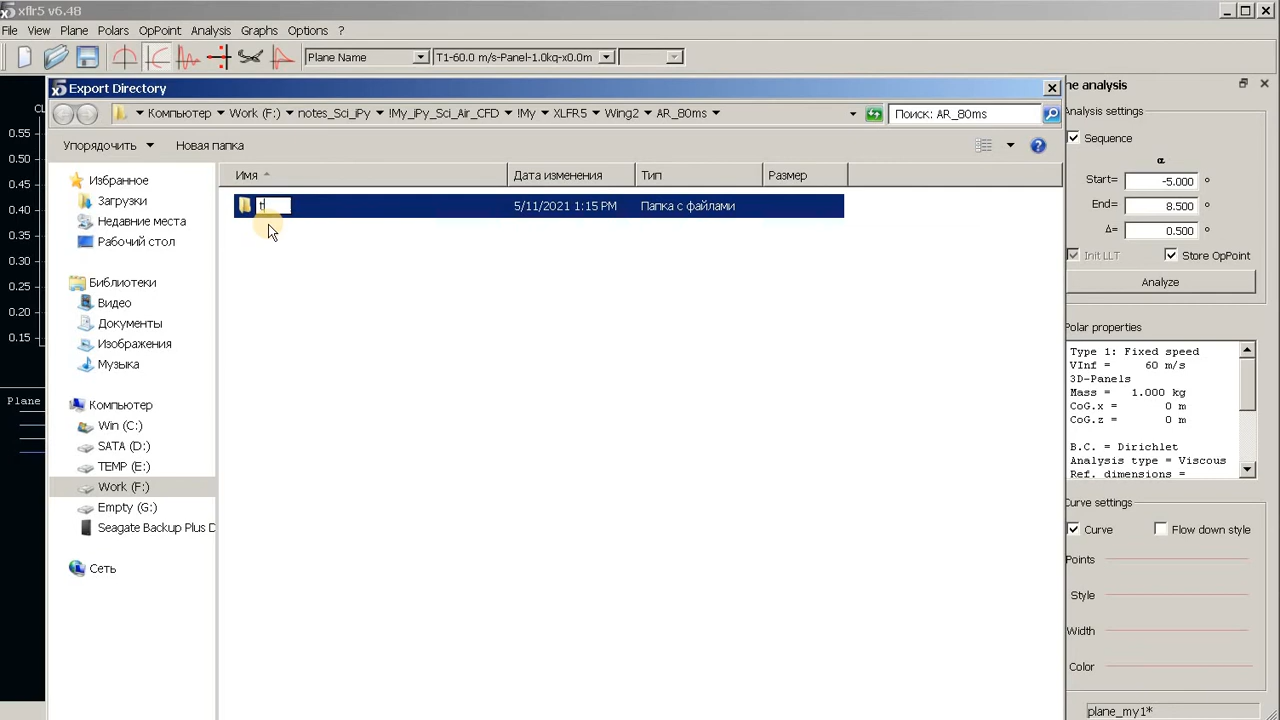 xflr5 v6.48
File View Plane Polars OpPoint Analysis Graphs Options ?
Plane Name
T1-60.0 m/s-Panel-1.0kg-x0.0m
Export Directory
Компьютер Work (F:) notes_Sci_iPy !My_iPy_Sci_Air_CFD !My XLFR5 Wing2 AR_80ms
Поиск: AR_80ms
Упорядочить Новая папка
Имя Дата изменения Тип Размер
t 5/11/2021 1:15 PM Папка с файлами
Избранное
Загрузки
Недавние места
Рабочий стол
Библиотеки
Видео
Документы
Изображения
Музыка
Компьютер
Win (C:)
SATA (D:)
TEMP (E:)
Work (F:)
Empty (G:)
Seagate Backup Plus D
Сеть
CL
0.55
0.50
0.45
0.40
0.35
0.30
0.25
0.20
0.15
Plane
ne analysis
Analysis settings
Sequence
α
Start= -5.000 °
End= 8.500 °
Δ= 0.500 °
Init LLT Store OpPoint
Analyze
Polar properties
Type 1: Fixed speed
VInf = 60 m/s
3D-Panels
Mass = 1.000 kg
CoG.x = 0 m
CoG.z = 0 m
B.C. = Dirichlet
Analysis type = Viscous
Ref. dimensions =
Curve settings
Curve Flow down style
Points
Style
Width
Color
plane_my1*